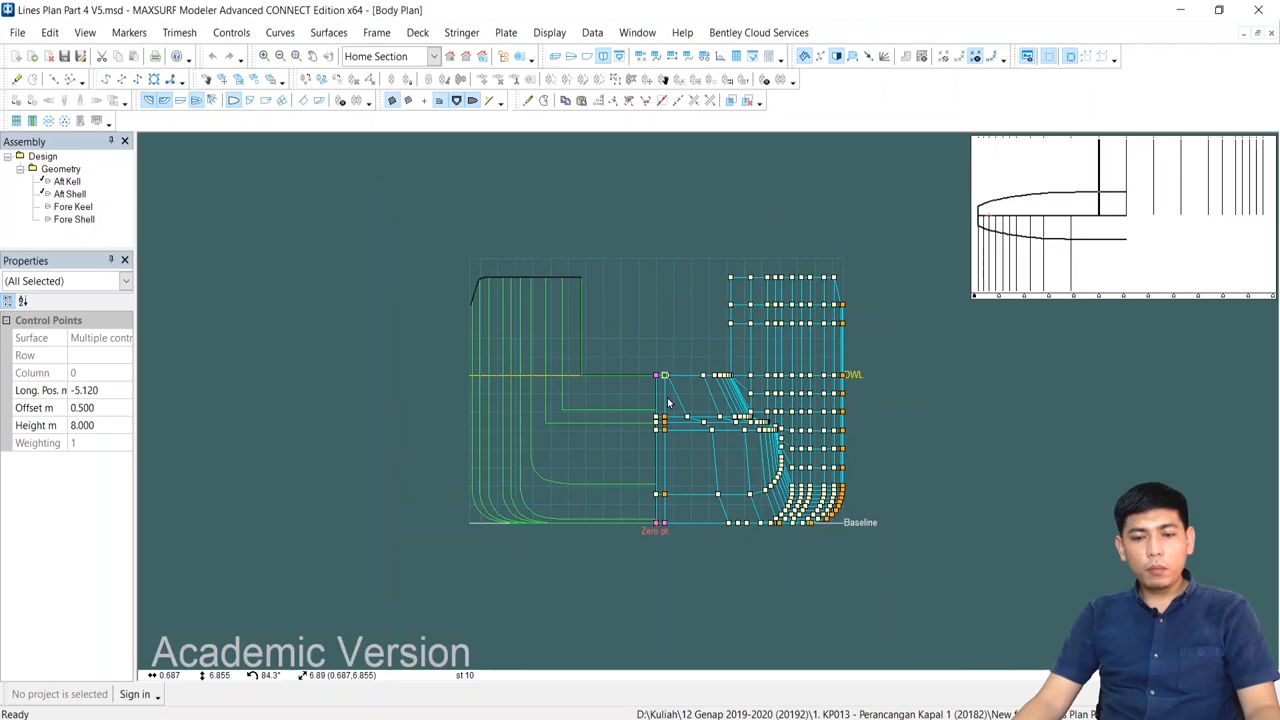 Lines Plan Part 4 V5.msd - MAXSURF Modeler Advanced CONNECT Edition x64 - [Body Plan]
File Edit View Markers Trimesh Controls Curves Surfaces Frame Deck Stringer Plate Display Data Window Help Bentley Cloud Services
Home Section
Assembly
Design
Geometry
Aft Kell
Aft Shell
Fore Keel
Fore Shell
Properties
(All Selected)
Control Points
Surface Multiple contr
Row
Column 0
Long. Pos. m -5.120
Offset m 0.500
Height m 8.000
Weighting 1
DWL
Baseline
Zero pt.
Academic Version
0.687 6.855 84.3° 6.89 (0.687,6.855) st 10
No project is selected Sign in
Ready D:\Kuliah\12 Genap 2019-2020 (20192)\1. KP013 - Perancangan Kapal 1 (20182)\New